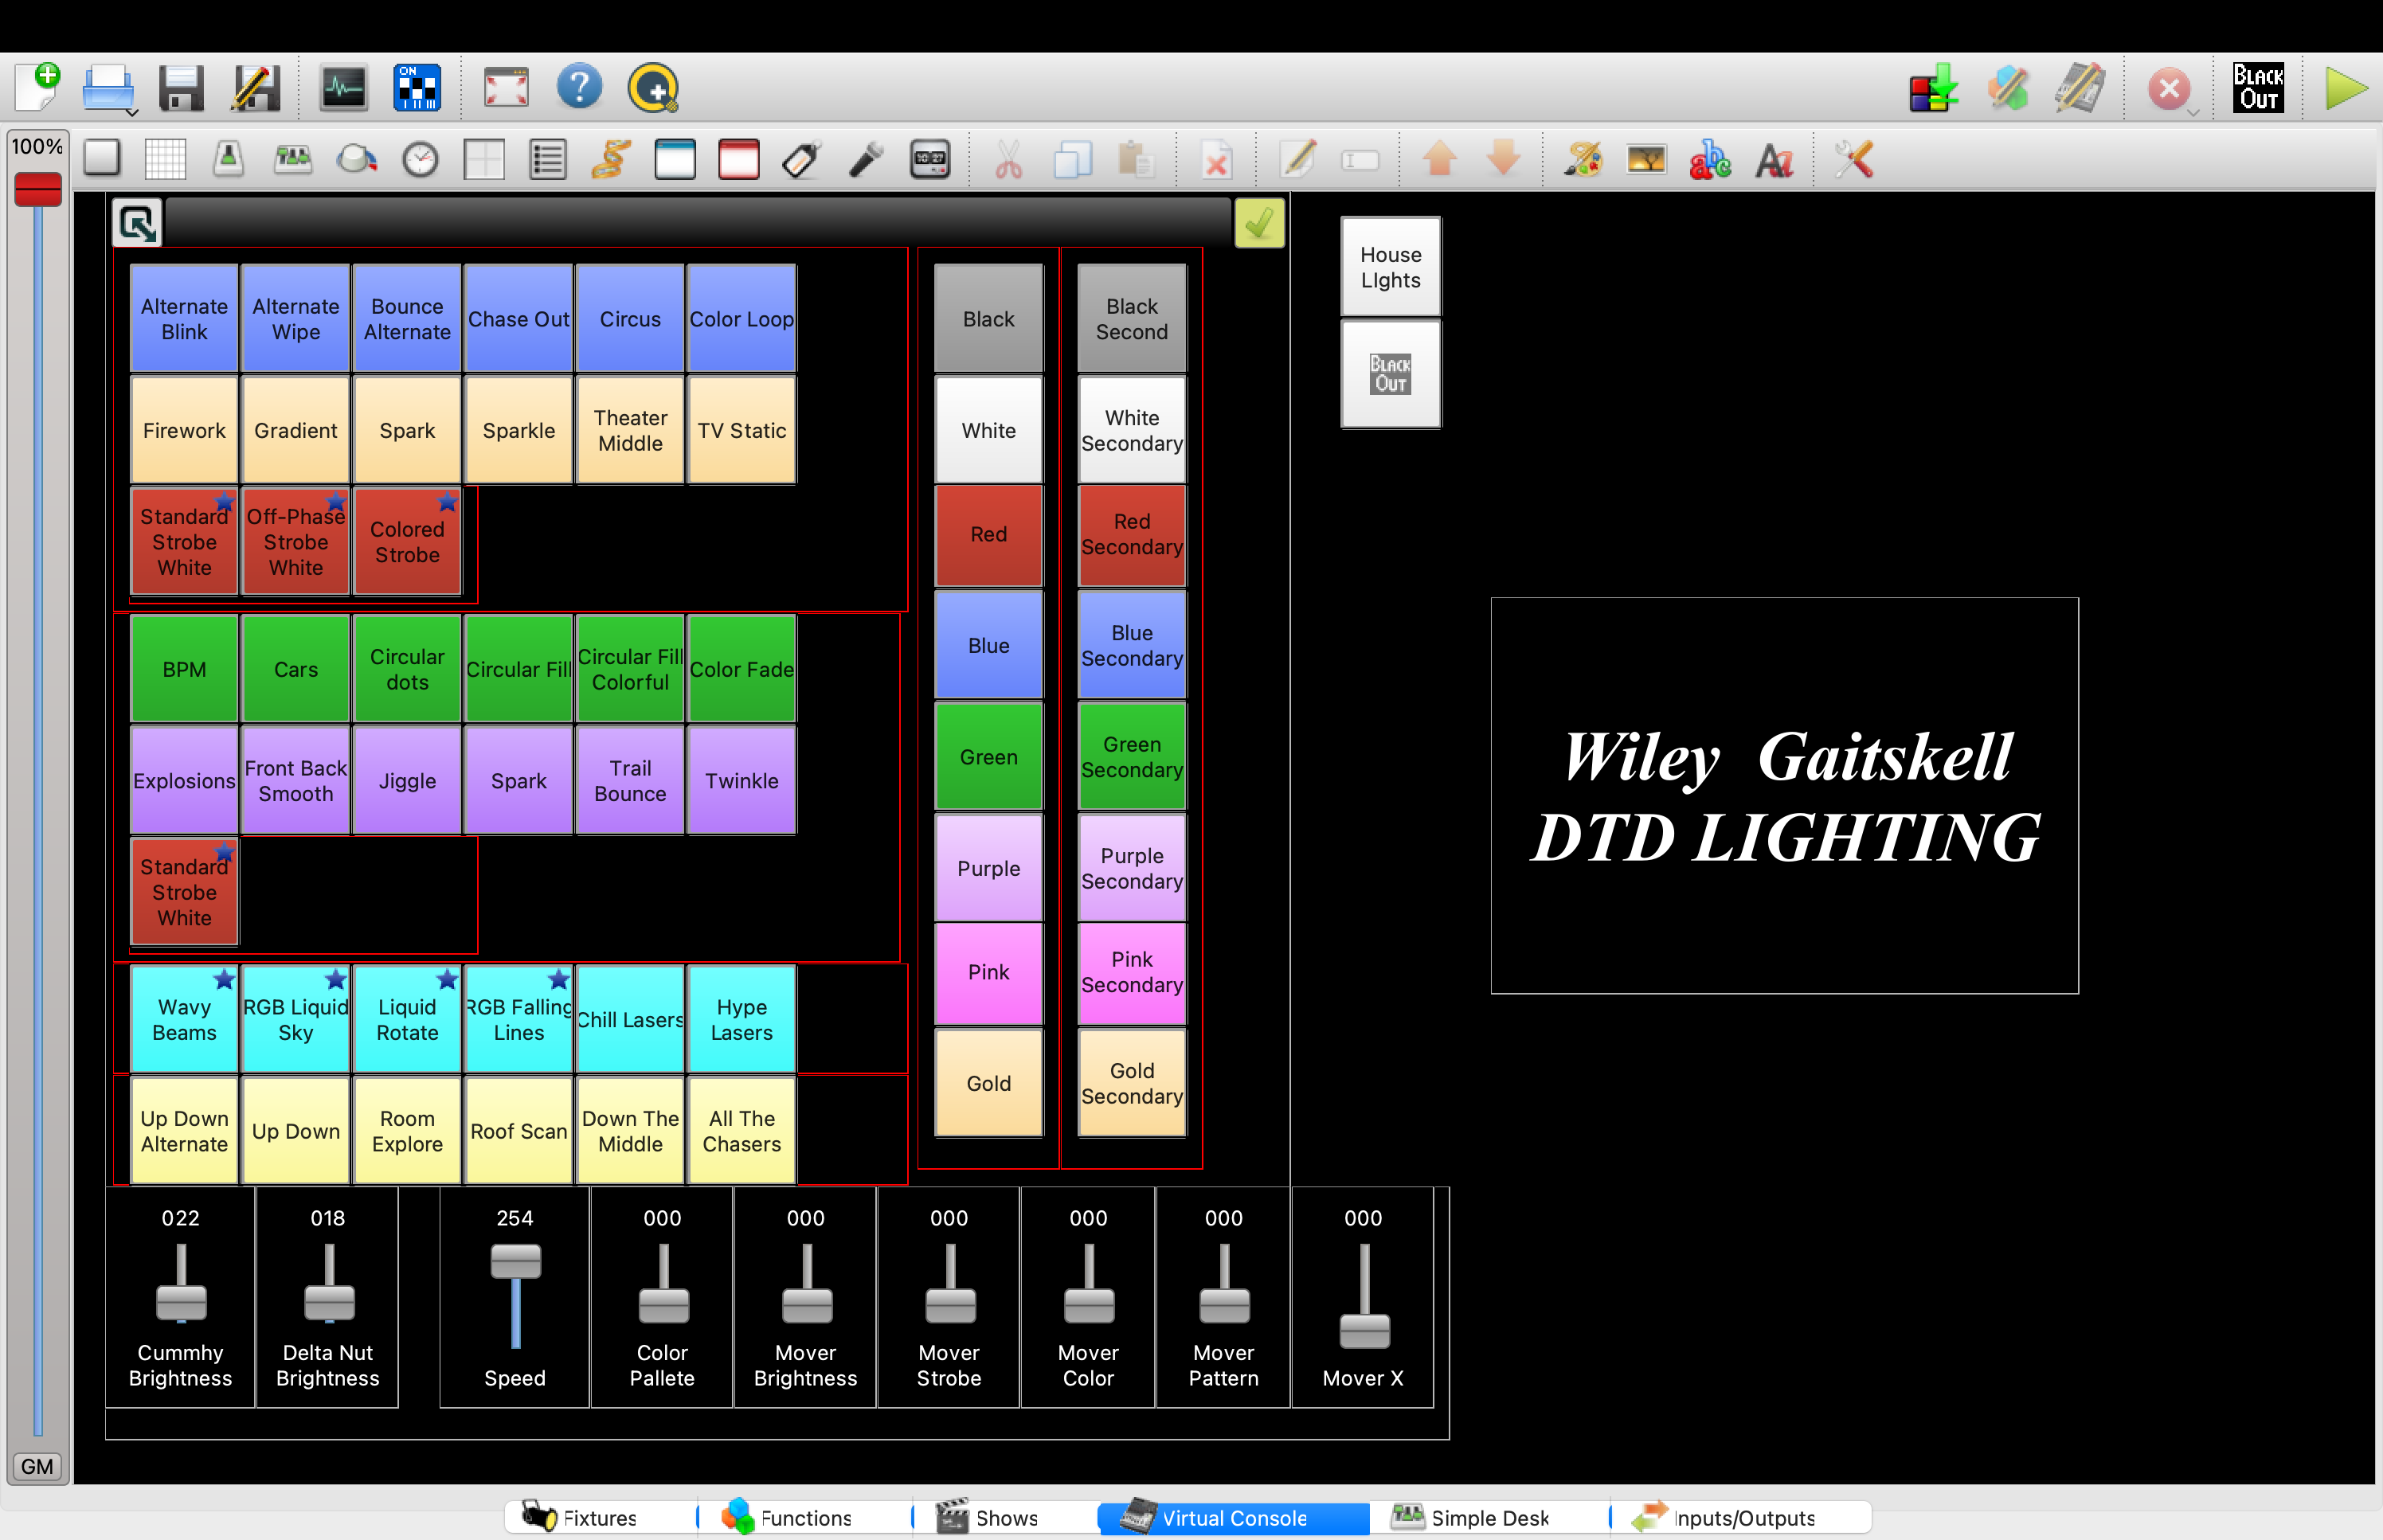 ON
BLACK
OUT
100%
10:27
abc
Aa
House
LIghts
BLACK
OUT
Alternate
Blink
Alternate
Wipe
Bounce
Alternate
Chase Out
Circus
Color Loop
Firework
Gradient
Spark
Sparkle
Theater
Middle
TV Static
Standard
Strobe
White
Off-Phase
Strobe
White
Colored
Strobe
BPM
Cars
Circular
dots
Circular Fill
Circular Fill
Colorful
Color Fade
Explosions
Front Back
Smooth
Jiggle
Spark
Trail
Bounce
Twinkle
Standard
Strobe
White
Wavy
Beams
RGB Liquid
Sky
Liquid
Rotate
RGB Falling
Lines
Chill Lasers
Hype
Lasers
Up Down
Alternate
Up Down
Room
Explore
Roof Scan
Down The
Middle
All The
Chasers
Black
White
Red
Blue
Green
Purple
Pink
Gold
Black
Second
White
Secondary
Red
Secondary
Blue
Secondary
Green
Secondary
Purple
Secondary
Pink
Secondary
Gold
Secondary
Wiley Gaitskell
DTD LIGHTING
022
Cummhy
Brightness
018
Delta Nut
Brightness
254
Speed
000
Color
Pallete
000
Mover
Brightness
000
Mover
Strobe
000
Mover
Color
000
Mover
Pattern
000
Mover X
GM
Fixtures
Functions
Shows
Virtual Console
Simple Desk
Inputs/Outputs